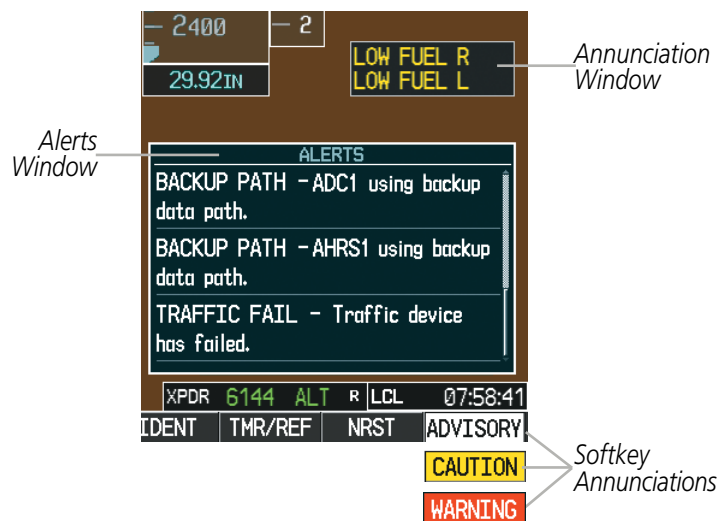 2400
2
29.92IN
LOW FUEL R
LOW FUEL L
Annunciation
Window
Alerts
Window
ALERTS
BACKUP PATH – ADC1 using backup
data path.
BACKUP PATH – AHRS1 using backup
data path.
TRAFFIC FAIL – Traffic device
has failed.
XPDR 6144 ALT R LCL 07:58:41
IDENT TMR/REF NRST ADVISORY
CAUTION
WARNING
Softkey
Annunciations